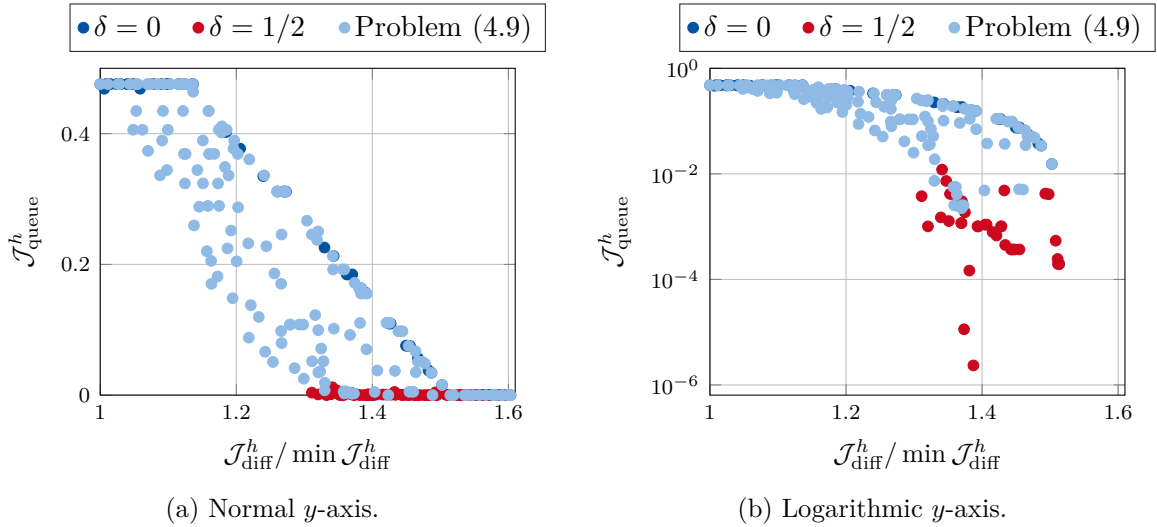 δ = 0 δ = 1/2 Problem (4.9)
0.4
0.2
0
1 1.2 1.4 1.6
𝒥^h_queue
𝒥^h_diff / min 𝒥^h_diff
(a) Normal y-axis.
δ = 0 δ = 1/2 Problem (4.9)
10^0
10^−2
10^−4
10^−6
1 1.2 1.4 1.6
𝒥^h_queue
𝒥^h_diff / min 𝒥^h_diff
(b) Logarithmic y-axis.